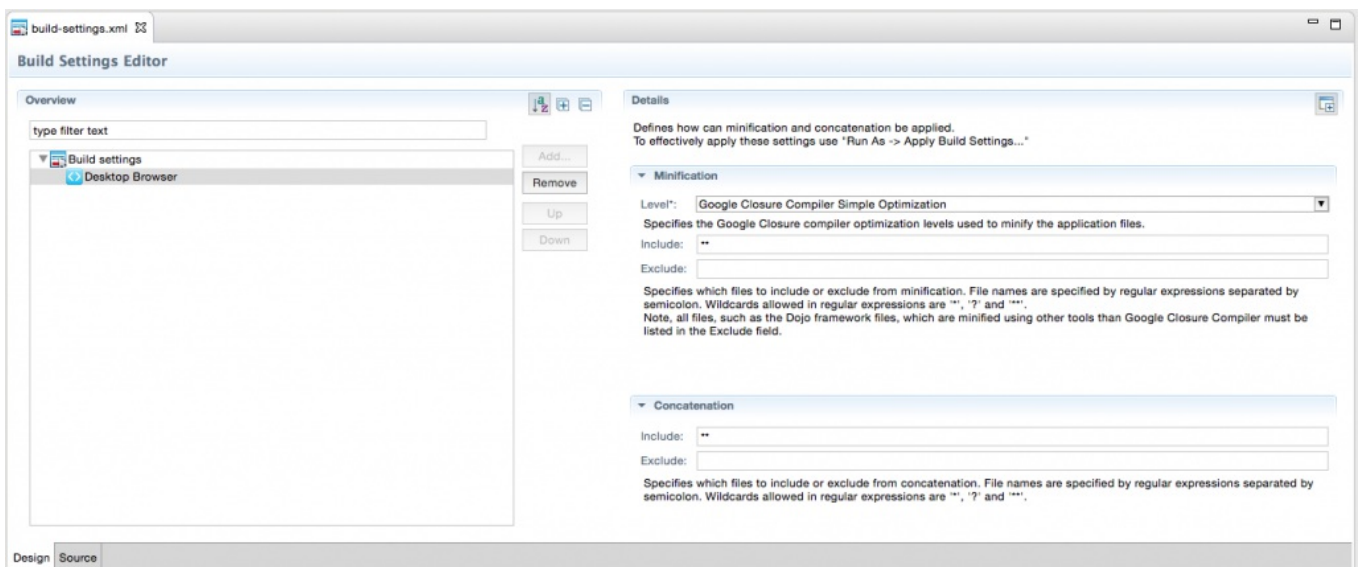 build-settings.xml
Build Settings Editor
Overview
type filter text
Build settings
Desktop Browser
Add...
Remove
Up
Down
Details
Defines how can minification and concatenation be applied.
To effectively apply these settings use "Run As -> Apply Build Settings..."
Minification
Level*: Google Closure Compiler Simple Optimization
Specifies the Google Closure compiler optimization levels used to minify the application files.
Include: **
Exclude:
Specifies which files to include or exclude from minification. File names are specified by regular expressions separated by
semicolon. Wildcards allowed in regular expressions are '*', '?' and '**'.
Note, all files, such as the Dojo framework files, which are minified using other tools than Google Closure Compiler must be
listed in the Exclude field.
Concatenation
Include: **
Exclude:
Specifies which files to include or exclude from concatenation. File names are specified by regular expressions separated by
semicolon. Wildcards allowed in regular expressions are '*', '?' and '**'.
Design Source